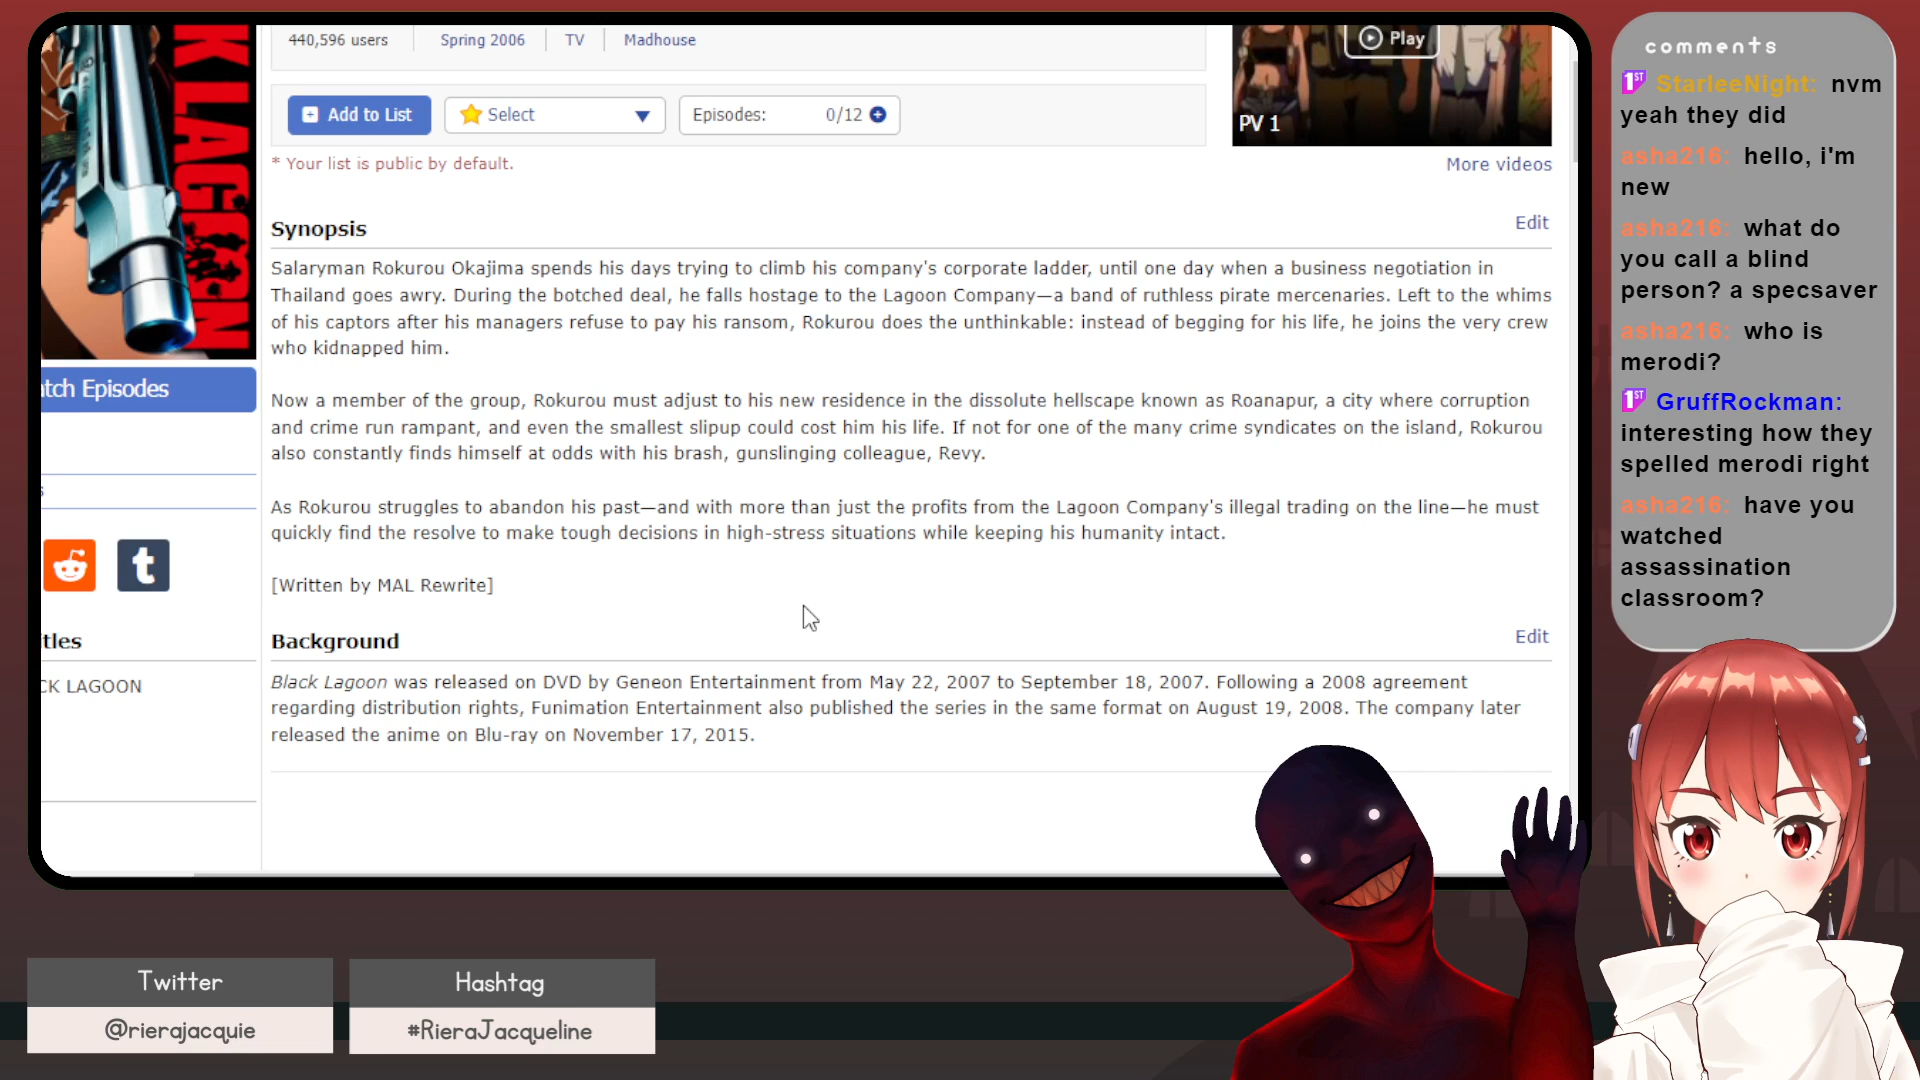 K LAGOON
440,596 users
Spring 2006
TV
Madhouse
Play
PV 1
More videos
Add to List
Select
Episodes: 0/12
* Your list is public by default.
Synopsis
Edit
Salaryman Rokurou Okajima spends his days trying to climb his company's corporate ladder, until one day when a business negotiation in
Thailand goes awry. During the botched deal, he falls hostage to the Lagoon Company—a band of ruthless pirate mercenaries. Left to the whims
of his captors after his managers refuse to pay his ransom, Rokurou does the unthinkable: instead of begging for his life, he joins the very crew
who kidnapped him.
Now a member of the group, Rokurou must adjust to his new residence in the dissolute hellscape known as Roanapur, a city where corruption
and crime run rampant, and even the smallest slipup could cost him his life. If not for one of the many crime syndicates on the island, Rokurou
also constantly finds himself at odds with his brash, gunslinging colleague, Revy.
As Rokurou struggles to abandon his past—and with more than just the profits from the Lagoon Company's illegal trading on the line—he must
quickly find the resolve to make tough decisions in high-stress situations while keeping his humanity intact.
[Written by MAL Rewrite]
Background
Edit
Black Lagoon was released on DVD by Geneon Entertainment from May 22, 2007 to September 18, 2007. Following a 2008 agreement
regarding distribution rights, Funimation Entertainment also published the series in the same format on August 19, 2008. The company later
released the anime on Blu-ray on November 17, 2015.
tch Episodes
s
t
tles
CK LAGOON
comments
1ST StarleeNight: nvm
yeah they did
asha216: hello, i'm
new
asha216: what do
you call a blind
person? a specsaver
asha216: who is
merodi?
1ST GruffRockman:
interesting how they
spelled merodi right
asha216: have you
watched
assassination
classroom?
Twitter
@rierajacquie
Hashtag
#RieraJacqueline